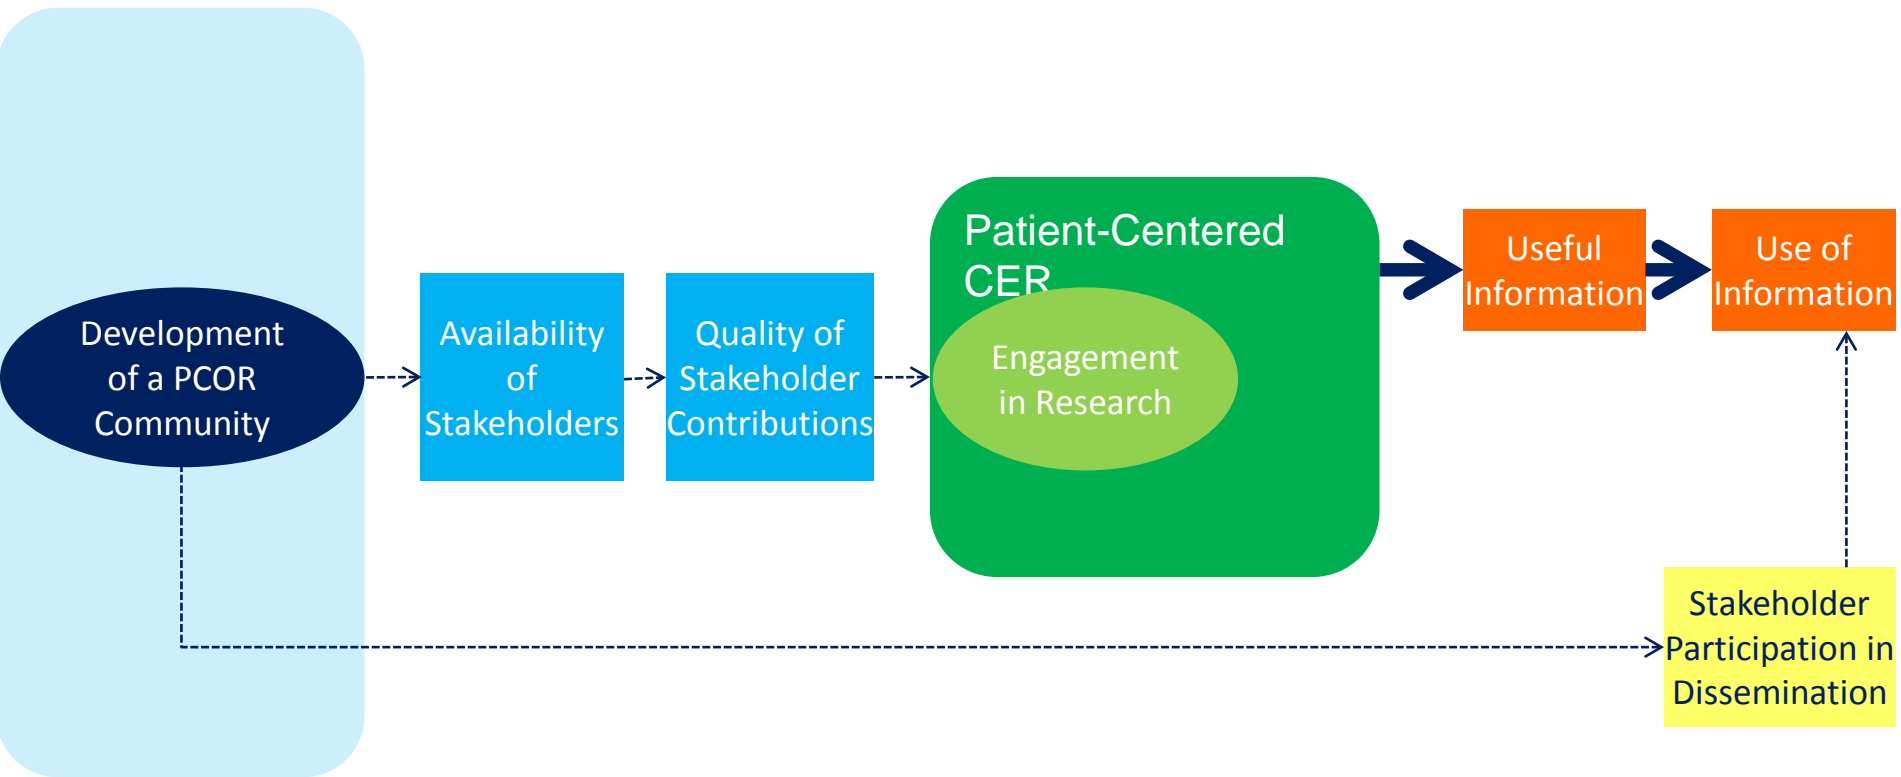 Development
of a PCOR
Community
Availability
of
Stakeholders
Quality of
Stakeholder
Contributions
Patient-Centered
CER
Engagement
in Research
Useful
Information
Use of
Information
Stakeholder
Participation in
Dissemination